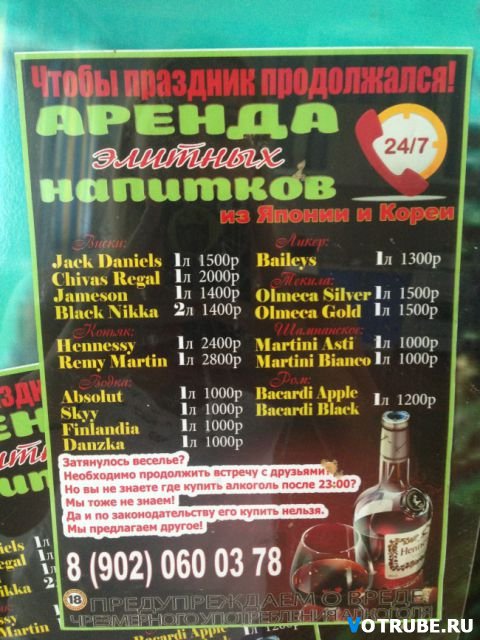 Чтобы праздник продолжался!
АРЕНДА
элитных
напитков
24/7
из Японии и Кореи
Виски:
Jack Daniels 1л 1500р
Chivas Regal 1л 2000р
Jameson 1л 1400р
Black Nikka 2л 1400р
Коньяк:
Hennessy 1л 2400р
Remy Martin 1л 2800р
Водка:
Absolut 1л 1000р
Skyy 1л 1000р
Finlandia 1л 1000р
Danzka 1л 1000р
Ликер:
Baileys 1л 1300р
Текила:
Olmeca Silver 1л 1500р
Olmeca Gold 1л 1500р
Шампанское:
Martini Asti 1л 1000р
Martini Bianco 1л 1000р
Ром:
Bacardi Apple
Bacardi Black 1л 1200р
Затянулось веселье?
Необходимо продолжить встречу с друзьями
Но вы не знаете где купить алкоголь после 23:00?
Мы тоже не знаем!
Да и по законодательству его купить нельзя.
Мы предлагаем другое!
8 (902) 060 03 78
Hennessy
18 ПРЕДУПРЕЖДАЕМ О ВРЕДЕ
ЧРЕЗМЕРНОГО УПОТРЕБЛЕНИЯ АЛКОГОЛЯ
Bacardi Apple
VOTRUBE.RU